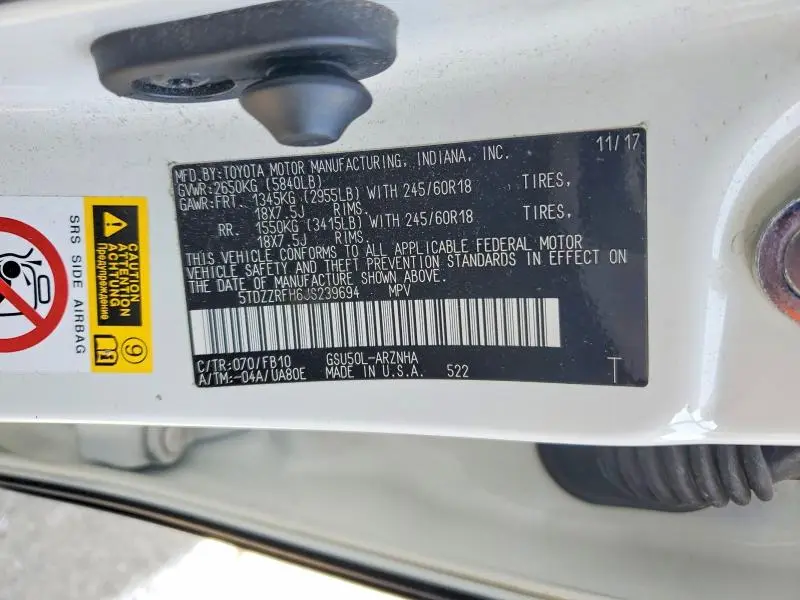 MFD.BY:TOYOTA MOTOR MANUFACTURING, INDIANA, INC. 11/17
GVWR:2650KG (5840LB)
GAWR:FRT. 1345KG (2955LB) WITH 245/60R18 TIRES,
18X7.5J RIMS,
RR. 1550KG (3415LB) WITH 245/60R18 TIRES,
18X7.5J RIMS
THIS VEHICLE CONFORMS TO ALL APPLICABLE FEDERAL MOTOR
VEHICLE SAFETY AND THEFT PREVENTION STANDARDS IN EFFECT ON
THE DATE OF MANUFACTURE SHOWN ABOVE.
5TDZZRFH6JS239694 MPV
C/TR:070/FB10 GSU50L-ARZNHA
A/TM:-04A/UA80E MADE IN U.S.A. 522 T
SRS SIDE AIRBAG
CAUTION
ATTENTION
ACHTUNG
Предупреждение
9